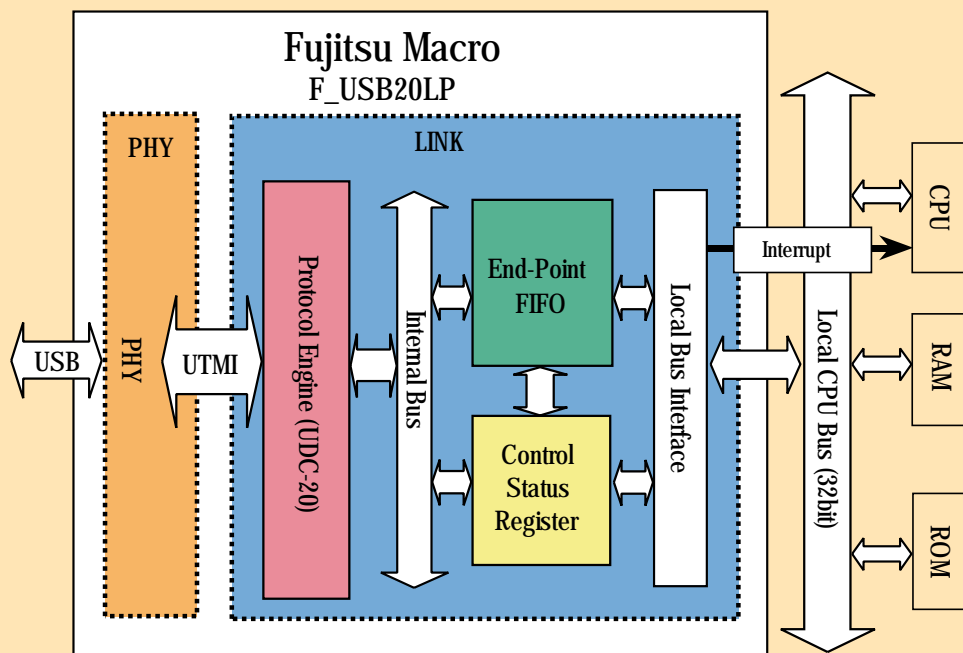 Fujitsu Macro
F_USB20LP
PHY
LINK
USB
PHY
UTMI
Protocol Engine (UDC-20)
Internal Bus
End-Point
FIFO
Control
Status
Register
Local Bus Interface
Interrupt
Local CPU Bus (32bit)
CPU
RAM
ROM